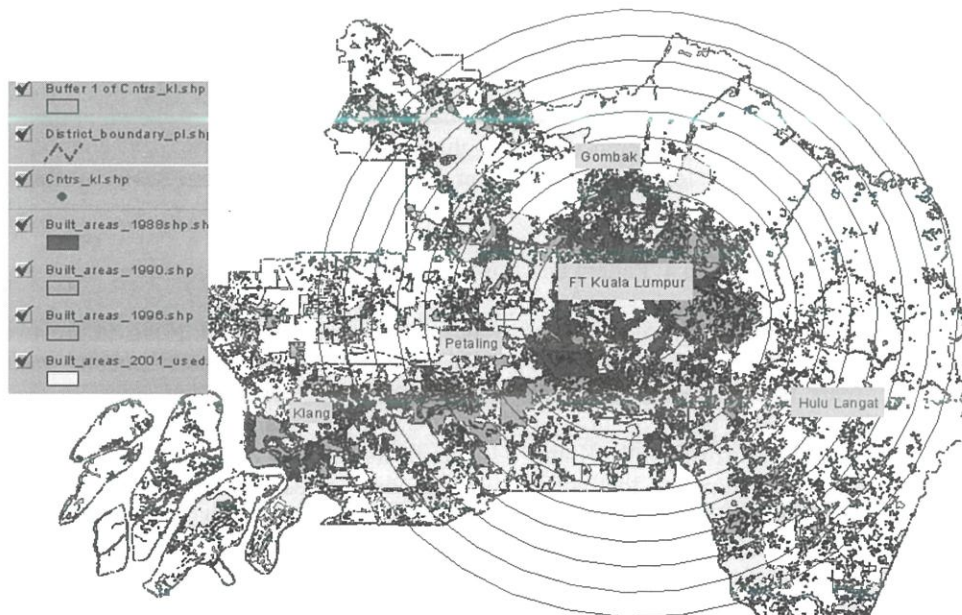 Buffer 1 of Cntrs_kl.shp
District_boundary_pl.shp
Cntrs_kl.shp
Built_areas_1988shp.sh
Built_areas_1990.shp
Built_areas_1996.shp
Built_areas_2001_used.
Gombak
FT Kuala Lumpur
Petaling
Klang
Hulu Langat